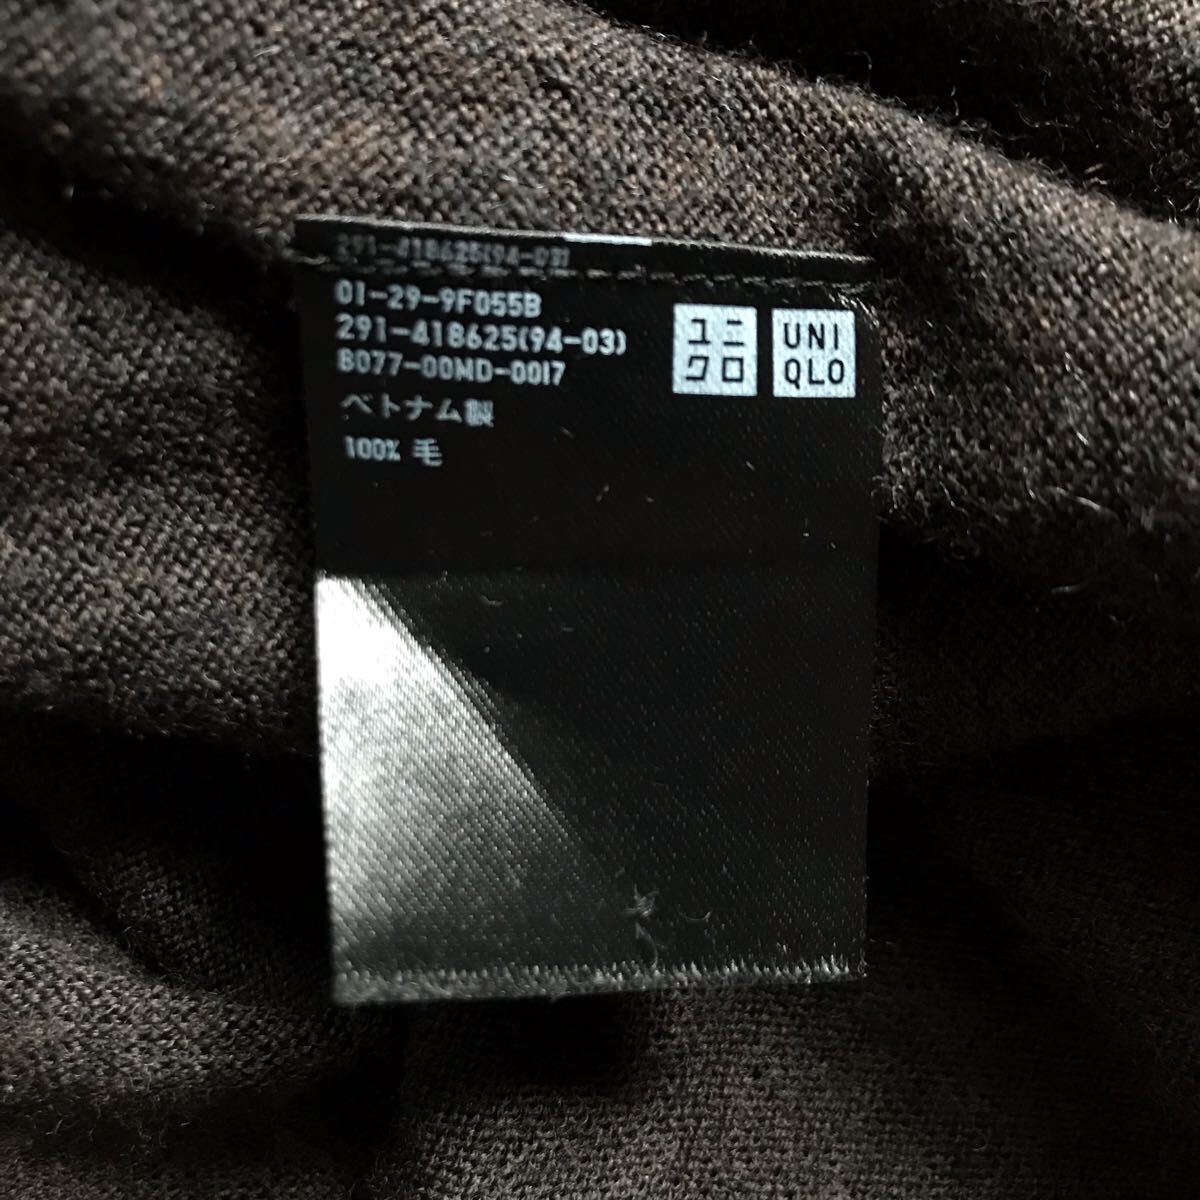 291-418625(94-03)
01-29-9F055B
291-418625(94-03)
8077-00MD-0017
ベトナム製
100% 毛
ユニ
クロ
UNI
QLO